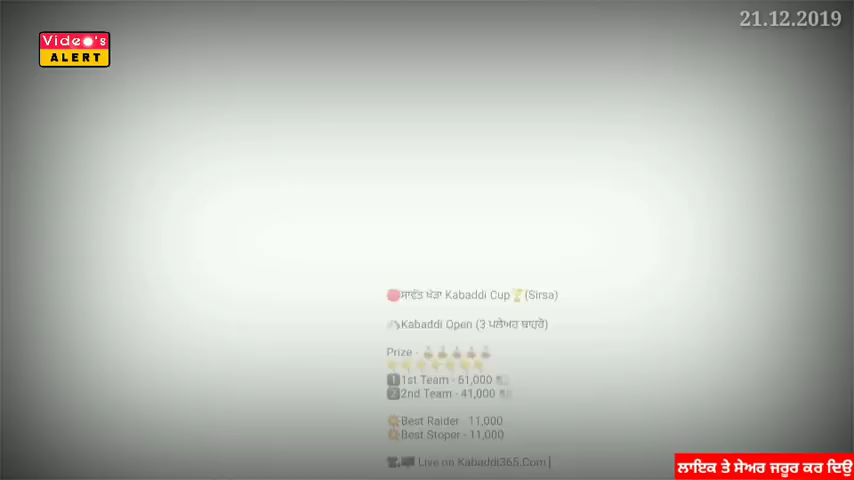 21.12.2019
Video's
ALERT
ਸਾਵੰਤ ਖੇੜਾ Kabaddi Cup (Sirsa)
Kabaddi Open (3 ਪਲੇਅਰ ਬਾਹਰੋ)
Prize -
1 1st Team - 61,000
2 2nd Team - 41,000
Best Raider - 11,000
Best Stoper - 11,000
Live on Kabaddi365.Com
ਲਾਇਕ ਤੇ ਸੇਅਰ ਜਰੂਰ ਕਰ ਦਿਉ